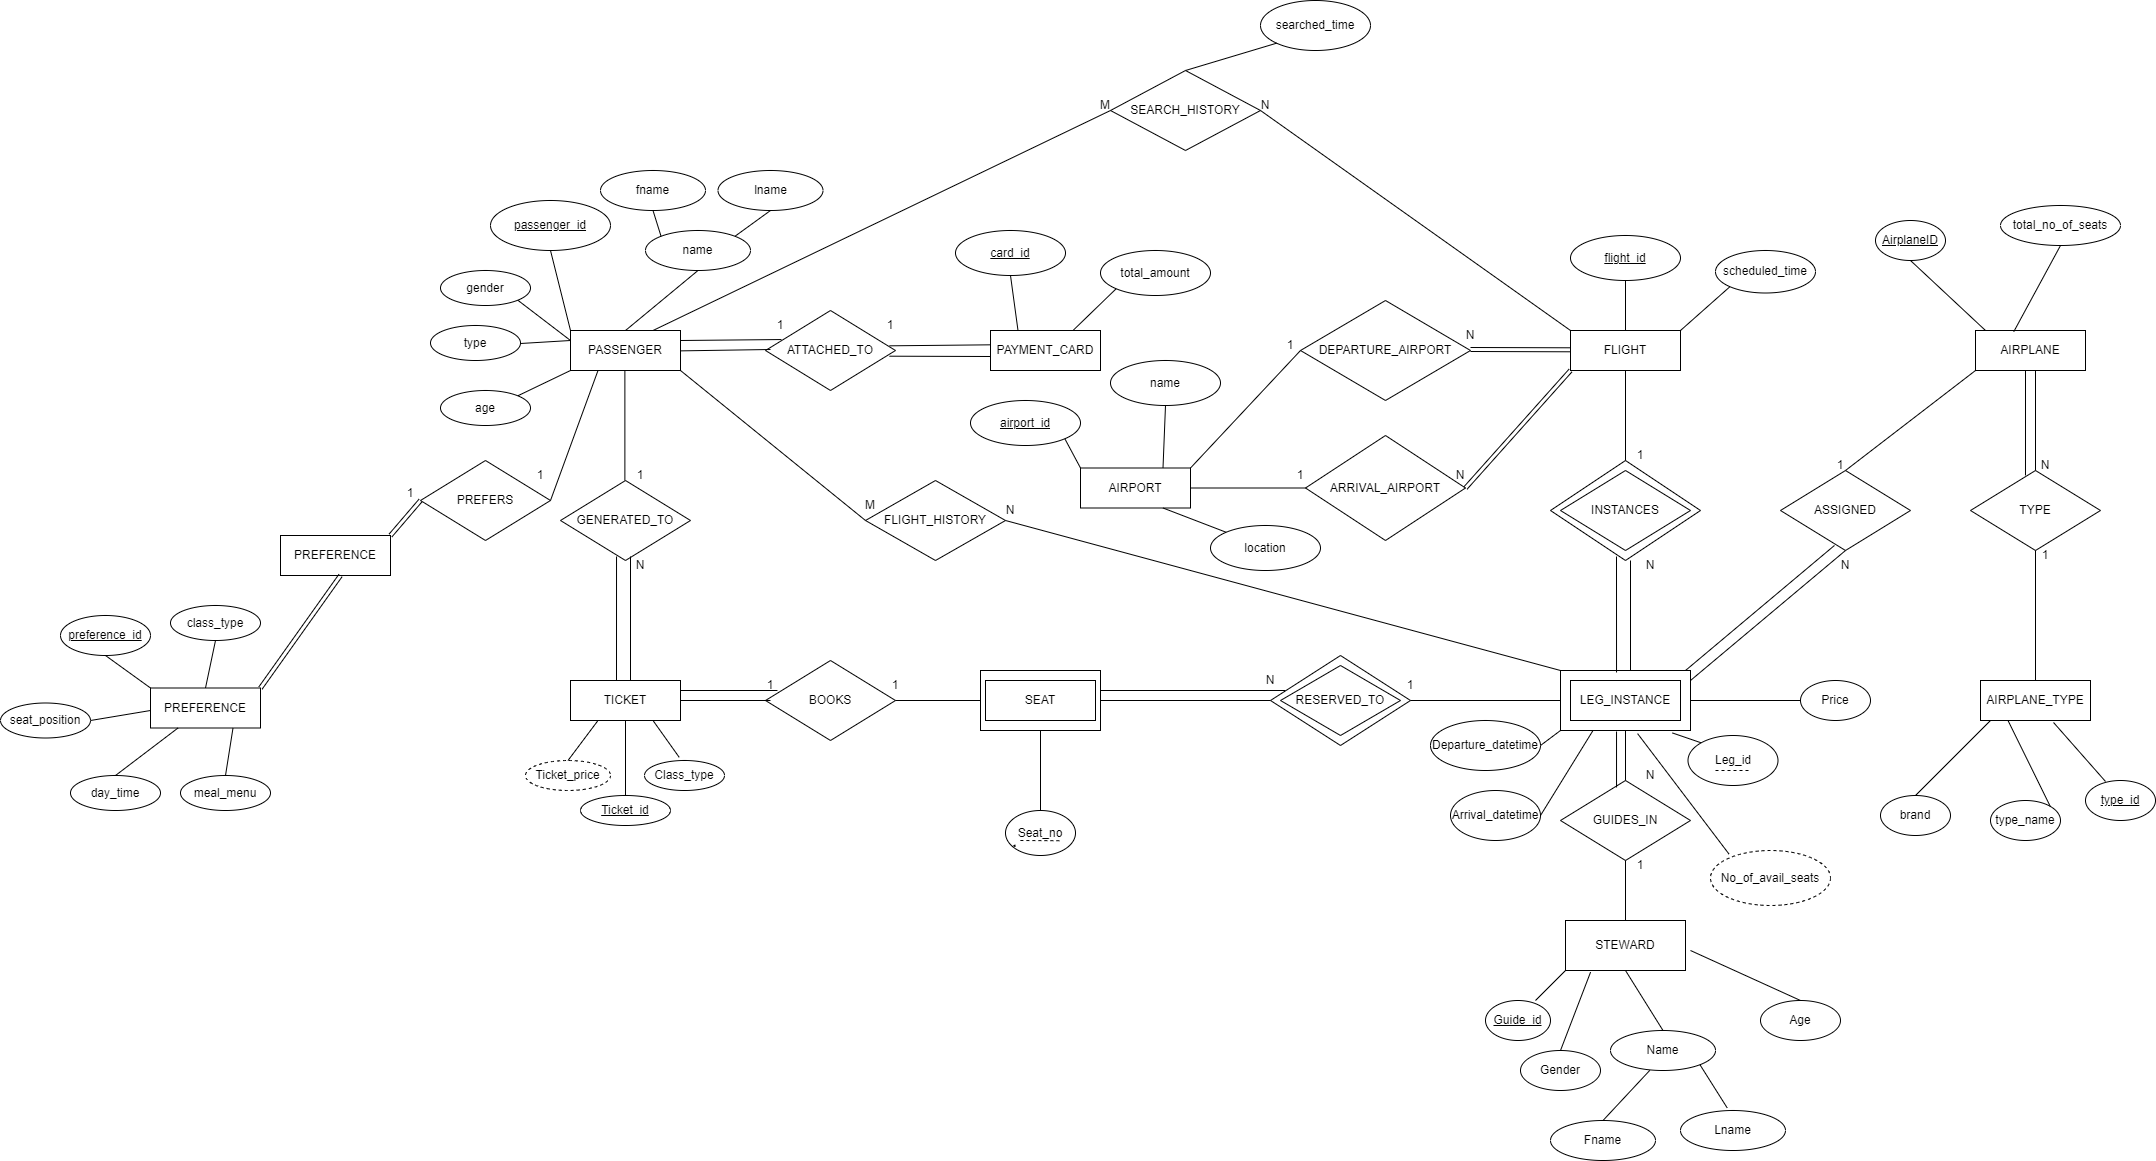 searched_time
M
SEARCH_HISTORY
N
fname
lname
passenger_id
name
gender
type
age
PASSENGER
1
ATTACHED_TO
1
card_id
total_amount
PAYMENT_CARD
flight_id
scheduled_time
FLIGHT
1
DEPARTURE_AIRPORT
N
name
airport_id
AIRPORT
location
1
ARRIVAL_AIRPORT
N
AirplaneID
total_no_of_seats
AIRPLANE
1
PREFERS
1
PREFERENCE
1
GENERATED_TO
N
M
FLIGHT_HISTORY
N
1
INSTANCES
N
1
ASSIGNED
N
N
TYPE
1
preference_id
class_type
seat_position
PREFERENCE
day_time
meal_menu
TICKET
Ticket_price
Class_type
Ticket_id
1
BOOKS
1
SEAT
Seat_no
N
RESERVED_TO
1
LEG_INSTANCE
Price
Departure_datetime
Leg_id
Arrival_datetime
No_of_avail_seats
N
GUIDES_IN
1
AIRPLANE_TYPE
brand
type_name
type_id
STEWARD
Guide_id
Gender
Name
Age
Fname
Lname